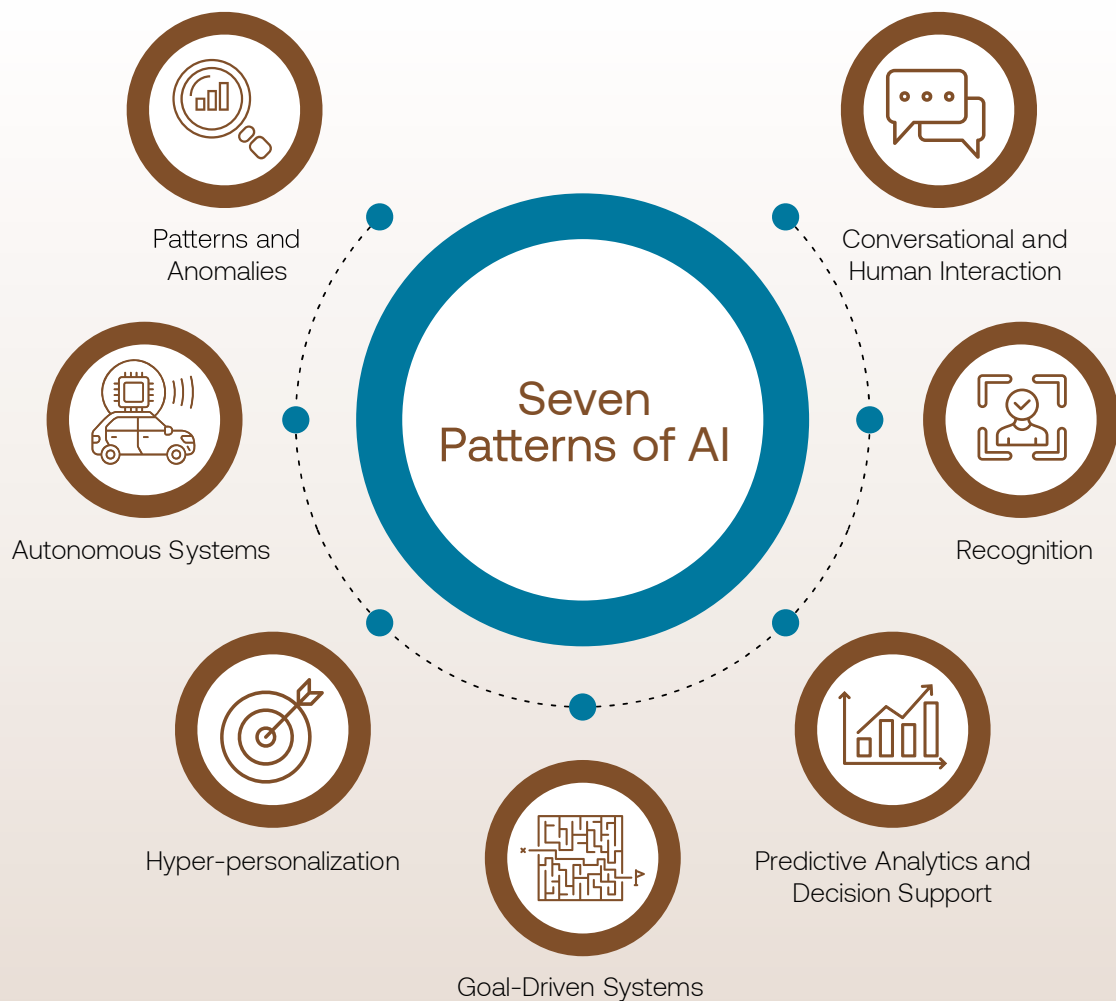 Patterns and
Anomalies
Conversational and
Human Interaction
Seven
Patterns of AI
Autonomous Systems
Recognition
Hyper-personalization
Predictive Analytics and
Decision Support
Goal-Driven Systems